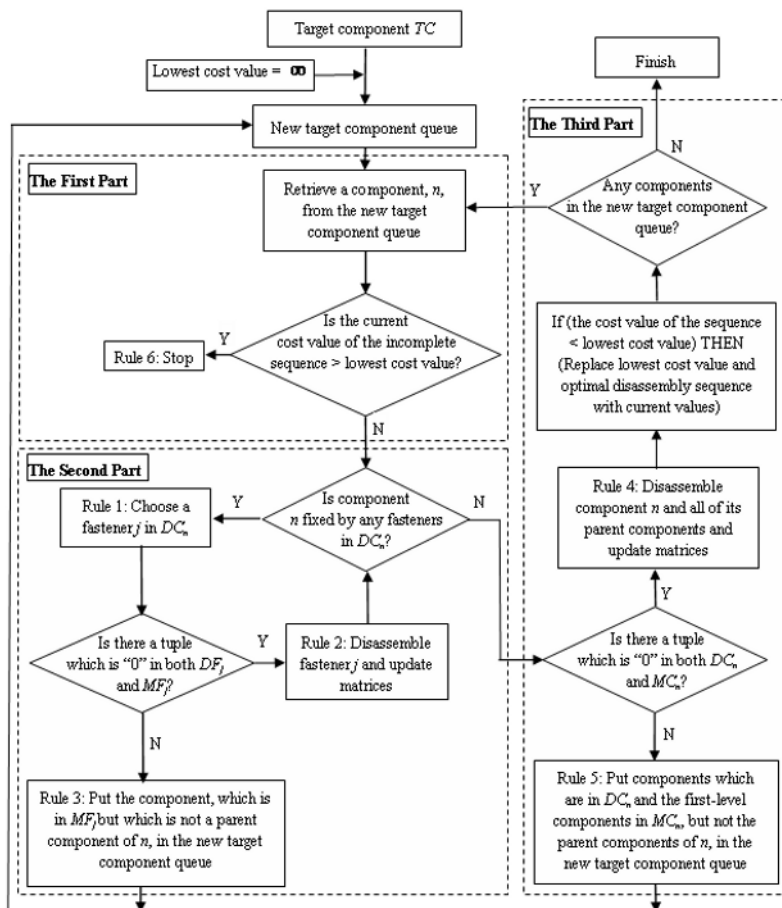 Target component TC
Lowest cost value = ∞
New target component queue
The First Part
Retrieve a component, n,
from the new target
component queue
Is the current
cost value of the incomplete
sequence > lowest cost value?
Y
Rule 6: Stop
N
The Second Part
Is component
n fixed by any fasteners
in DCn?
Y
N
Rule 1: Choose a
fastener j in DCn
Is there a tuple
which is “0” in both DFj
and MFj?
Y
Rule 2: Disassemble
fastener j and update
matrices
N
Rule 3: Put the component, which is
in MFj but which is not a parent
component of n, in the new target
component queue
Finish
The Third Part
N
Y
Any components
in the new target component
queue?
If (the cost value of the sequence
< lowest cost value) THEN
(Replace lowest cost value and
optimal disassembly sequence
with current values)
Rule 4: Disassemble
component n and all of its
parent components and
update matrices
Y
Is there a tuple
which is “0” in both DCn
and MCn?
N
Rule 5: Put components which
are in DCn and the first-level
components in MCn, but not the
parent components of n, in the
new target component queue